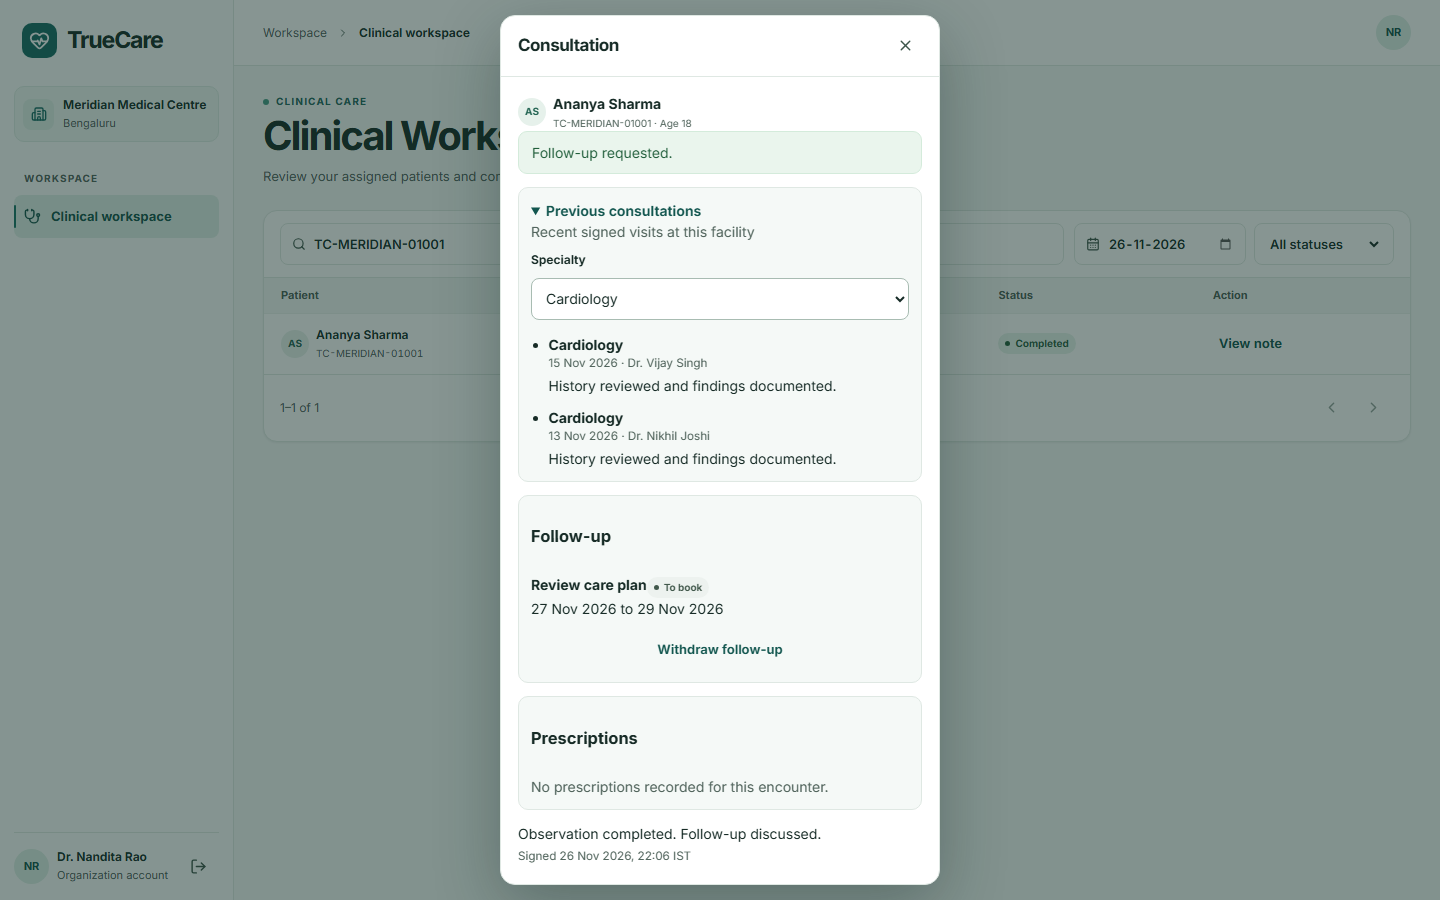 TrueCare
Meridian Medical Centre
Bengaluru
WORKSPACE
Clinical workspace
NR
Dr. Nandita Rao
Organization account
Workspace
Clinical workspace
NR
CLINICAL CARE
Clinical Works
Review your assigned patients and con
TC-MERIDIAN-01001
26-11-2026
All statuses
Patient
Status
Action
AS
Ananya Sharma
TC-MERIDIAN-01001
Completed
View note
1–1 of 1
Consultation
AS
Ananya Sharma
TC-MERIDIAN-01001 · Age 18
Follow-up requested.
Previous consultations
Recent signed visits at this facility
Specialty
Cardiology
Cardiology
15 Nov 2026 · Dr. Vijay Singh
History reviewed and findings documented.
Cardiology
13 Nov 2026 · Dr. Nikhil Joshi
History reviewed and findings documented.
Follow-up
Review care plan To book
27 Nov 2026 to 29 Nov 2026
Withdraw follow-up
Prescriptions
No prescriptions recorded for this encounter.
Observation completed. Follow-up discussed.
Signed 26 Nov 2026, 22:06 IST